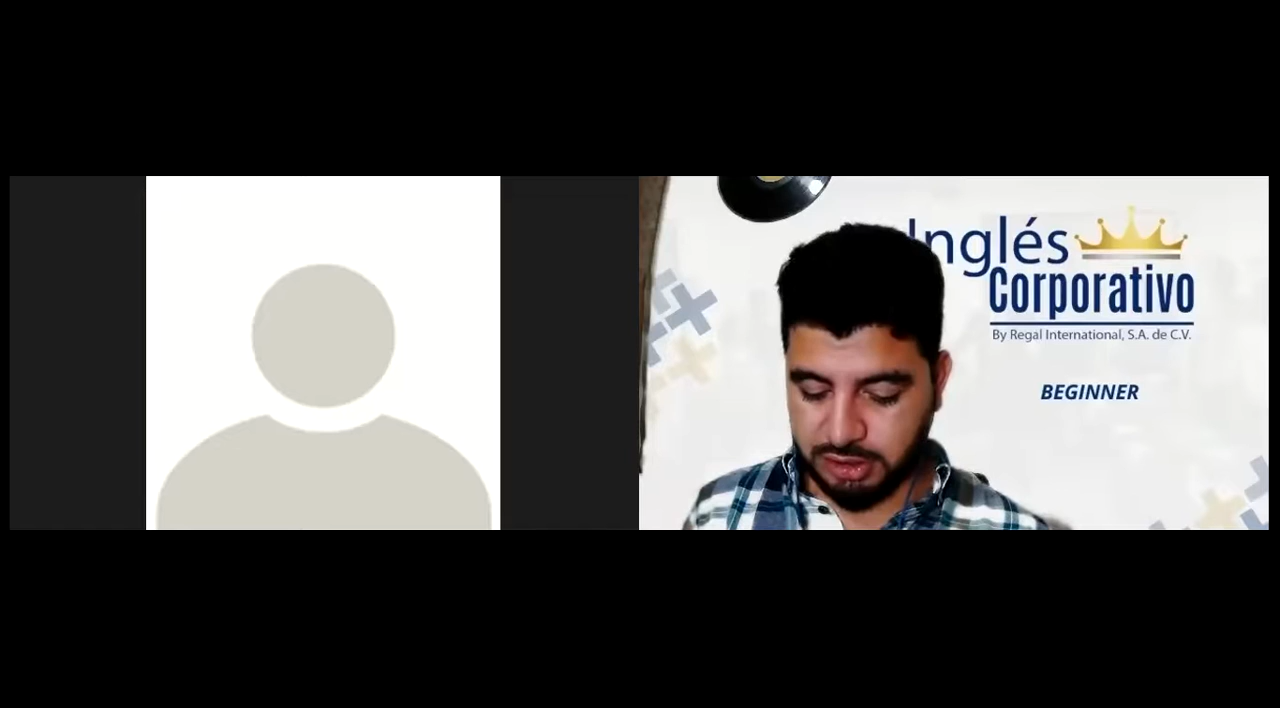 Inglés
Corporativo
By Regal International, S.A. de C.V.
BEGINNER